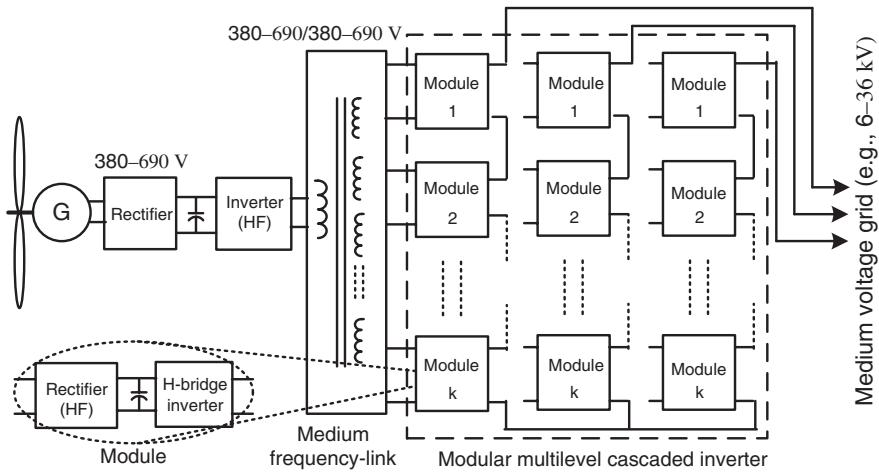 380–690/380–690 V
380–690 V
G
Rectifier
Inverter
(HF)
Module
1
Module
1
Module
1
Module
2
Module
2
Module
2
Module
k
Module
k
Module
k
Medium voltage grid (e.g., 6–36 kV)
Rectifier
(HF)
H-bridge
inverter
Module
Medium
frequency-link
Modular multilevel cascaded inverter